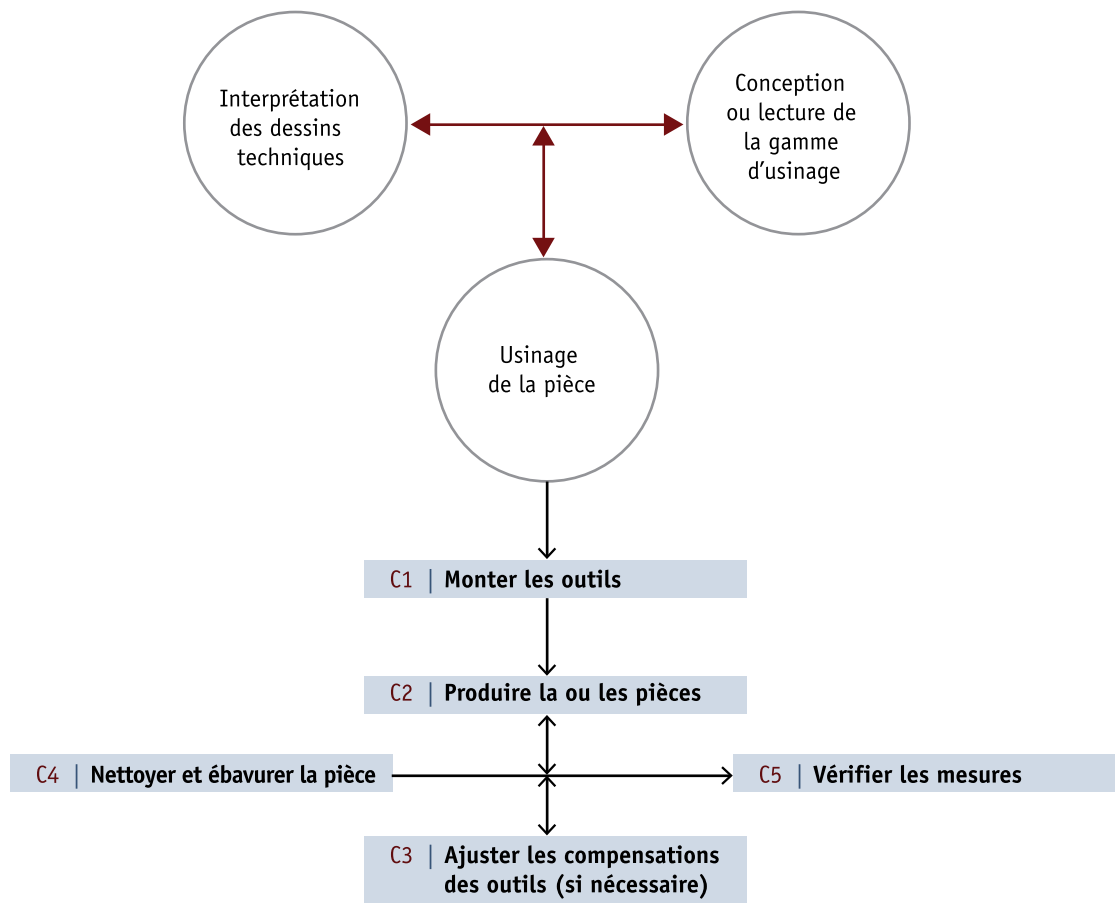 Interprétation
des dessins
techniques
Conception
ou lecture de
la gamme
d'usinage
Usinage
de la pièce
C1 | Monter les outils
C2 | Produire la ou les pièces
C4 | Nettoyer et ébavurer la pièce
C5 | Vérifier les mesures
C3 | Ajuster les compensations
des outils (si nécessaire)